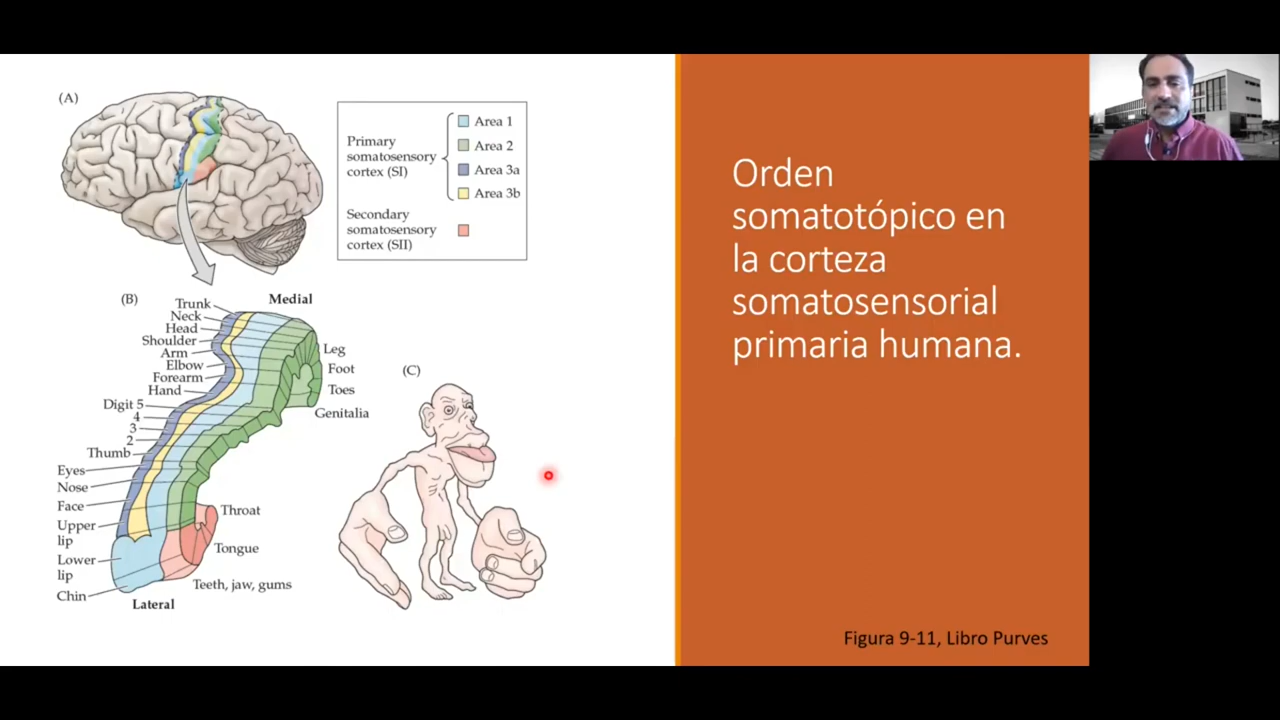 (A)
Primary
somatosensory
cortex (SI)
Area 1
Area 2
Area 3a
Area 3b
Secondary
somatosensory
cortex (SII)
(B)
Medial
Trunk
Neck
Head
Shoulder
Arm
Elbow
Forearm
Hand
Digit 5
4
3
2
Thumb
Eyes
Nose
Face
Upper
lip
Lower
lip
Chin
Leg
Foot
Toes
Genitalia
Throat
Tongue
Teeth, jaw, gums
Lateral
(C)
Orden
somatotópico en
la corteza
somatosensorial
primaria humana.
Figura 9-11, Libro Purves